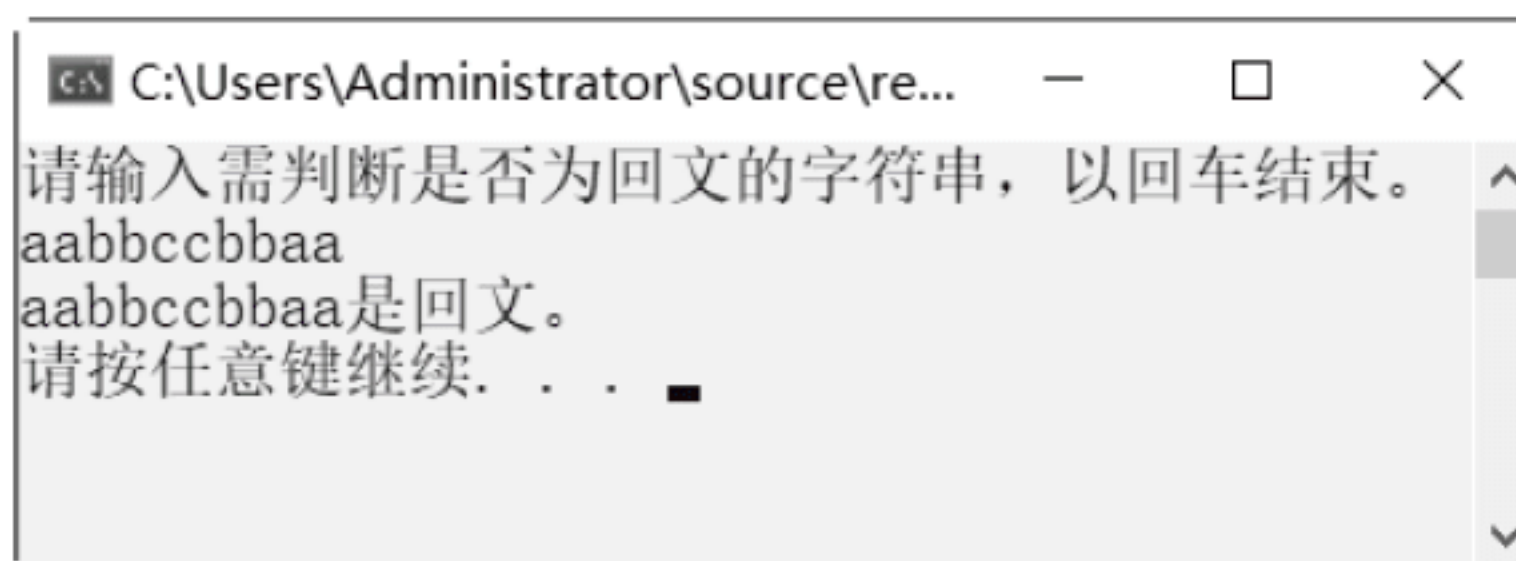 C:\Users\Administrator\source\re...
请输入需判断是否为回文的字符串，以回车结束。
aabbccbbaa
aabbccbbaa是回文。
请按任意键继续. . .